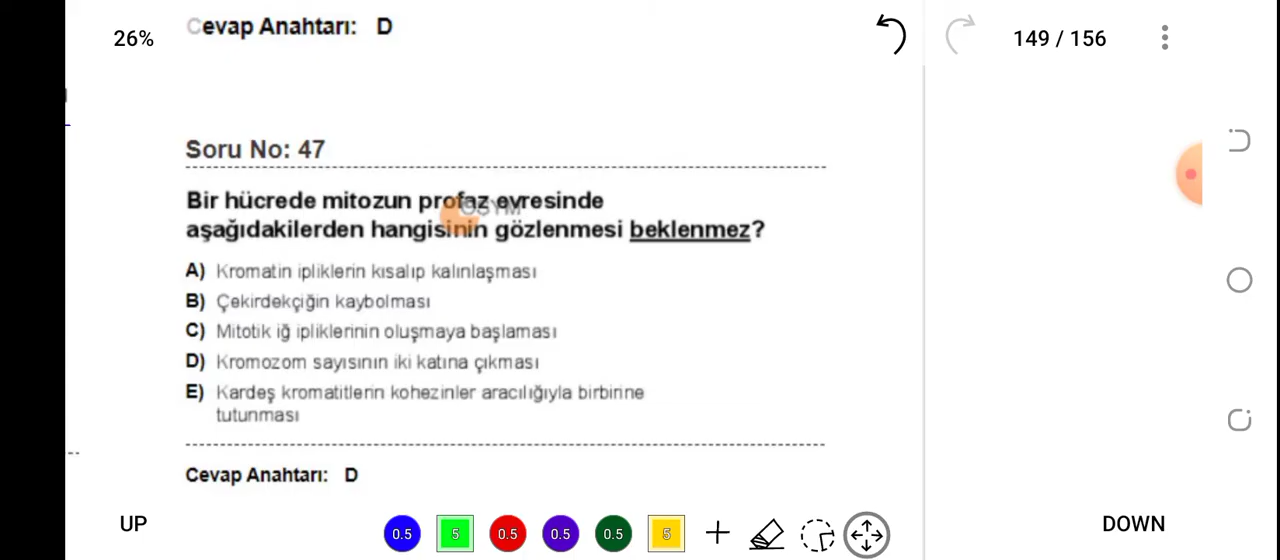 Cevap Anahtarı: D
26%
149 / 156
Soru No: 47
Bir hücrede mitozun profaz evresinde
ÖSYM
aşağıdakilerden hangisinin gözlenmesi beklenmez?
A) Kromatin ipliklerin kısalıp kalınlaşması
B) Çekirdekçiğin kaybolması
C) Mitotik iğ ipliklerinin oluşmaya başlaması
D) Kromozom sayısının iki katına çıkması
E) Kardeş kromatitlerin kohezinler aracılığıyla birbirine
tutunması
Cevap Anahtarı: D
UP
0.5 5 0.5 0.5 0.5 5
DOWN